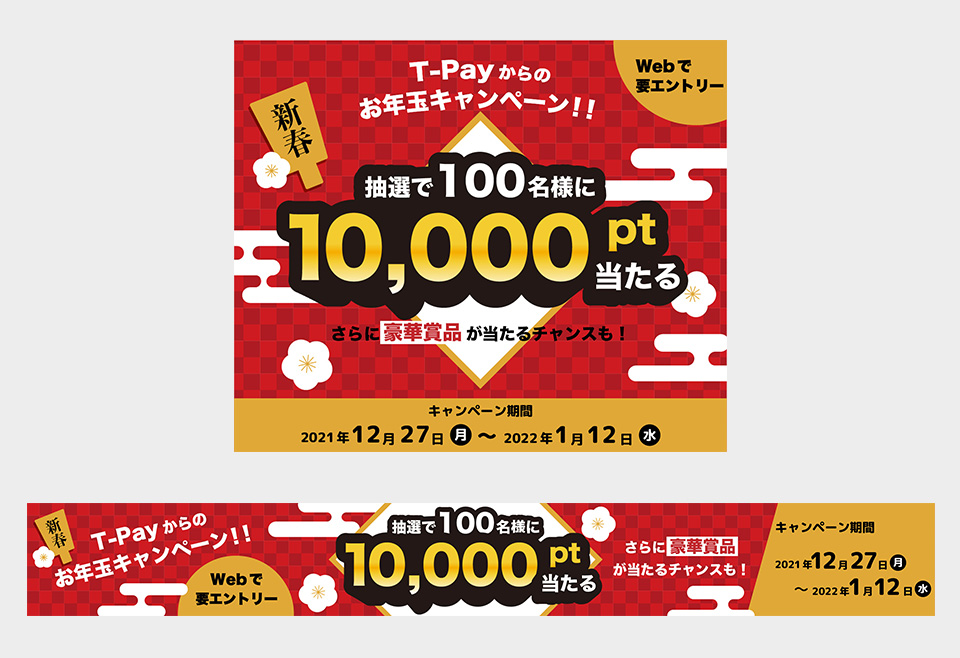 Webで
要エントリー
T-Payからの
お年玉キャンペーン!!
新春
抽選で100名様に
10,000pt
当たる
さらに豪華賞品が当たるチャンスも!
キャンペーン期間
2021年12月27日月〜2022年1月12日水
新春
T-Payからの
お年玉キャンペーン!!
Webで
要エントリー
抽選で100名様に
10,000pt
当たる
さらに豪華賞品
が当たるチャンスも!
キャンペーン期間
2021年12月27日月
〜2022年1月12日水